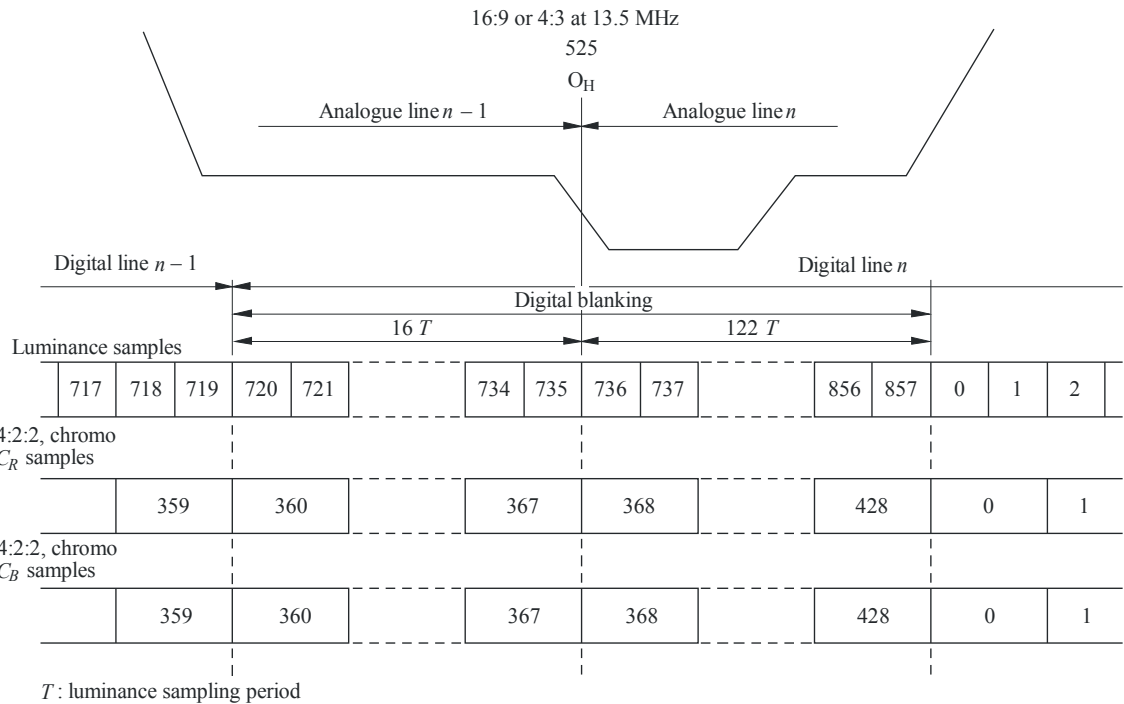 16:9 or 4:3 at 13.5 MHz
525
O_H
Analogue line n – 1
Analogue line n
Digital line n – 1
Digital line n
Digital blanking
16 T
122 T
Luminance samples
717 718 719 720 721 734 735 736 737 856 857 0 1 2
4:2:2, chromo
C_R samples
359 360 367 368 428 0 1
4:2:2, chromo
C_B samples
359 360 367 368 428 0 1
T : luminance sampling period